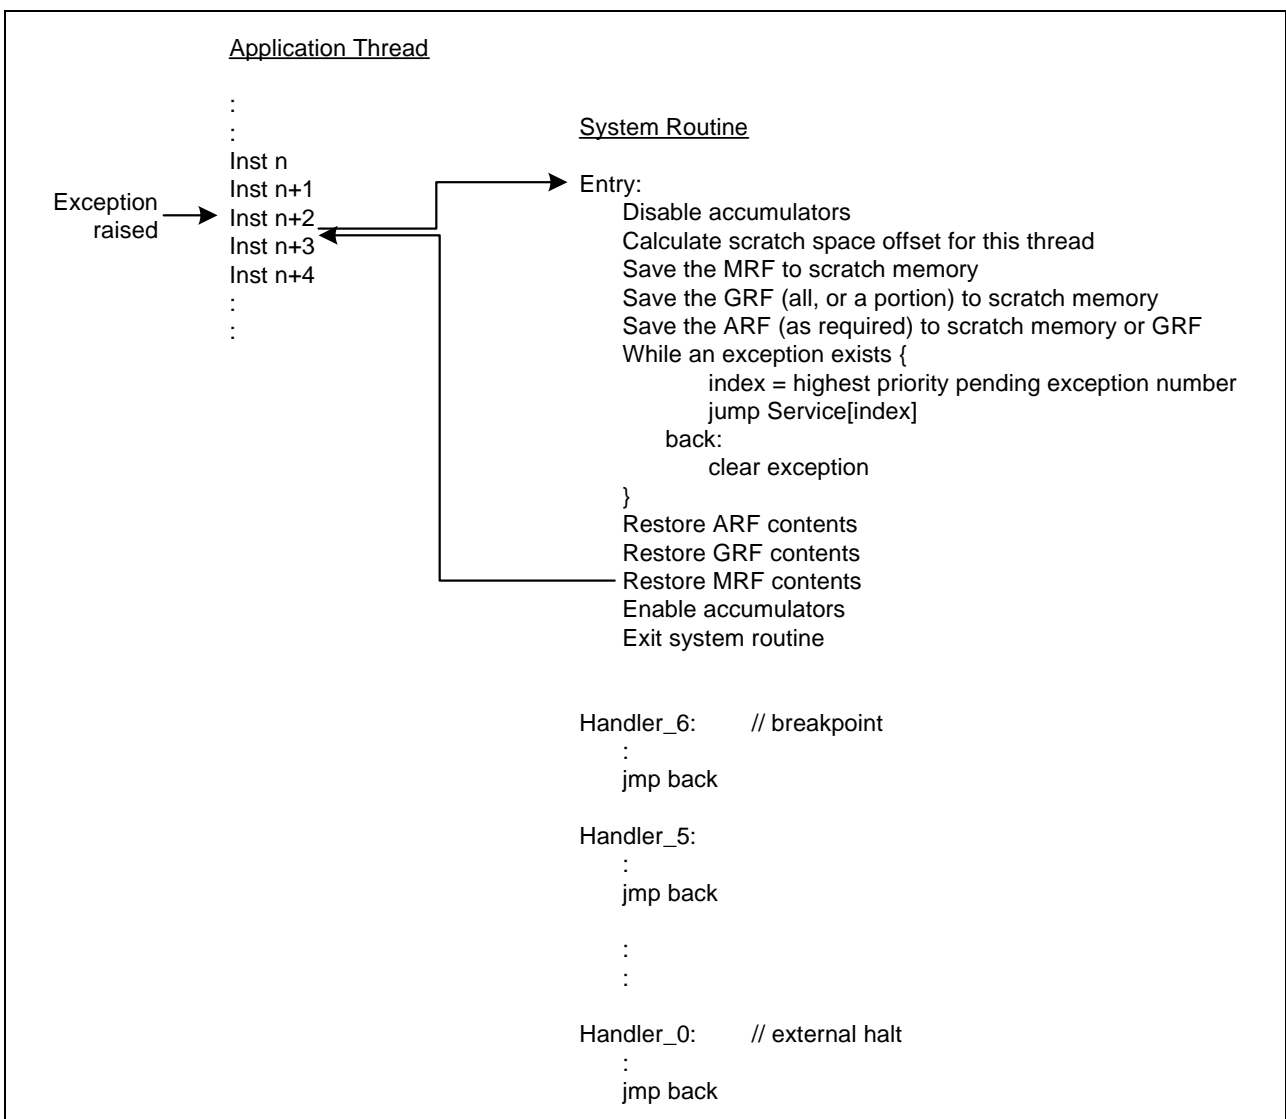 Application Thread
:
:
Inst n
Inst n+1
Inst n+2
Inst n+3
Inst n+4
:
:
Exception
raised
System Routine
Entry:
Disable accumulators
Calculate scratch space offset for this thread
Save the MRF to scratch memory
Save the GRF (all, or a portion) to scratch memory
Save the ARF (as required) to scratch memory or GRF
While an exception exists {
index = highest priority pending exception number
jump Service[index]
back:
clear exception
}
Restore ARF contents
Restore GRF contents
Restore MRF contents
Enable accumulators
Exit system routine
Handler_6: // breakpoint
:
jmp back
Handler_5:
:
jmp back
:
:
Handler_0: // external halt
:
jmp back